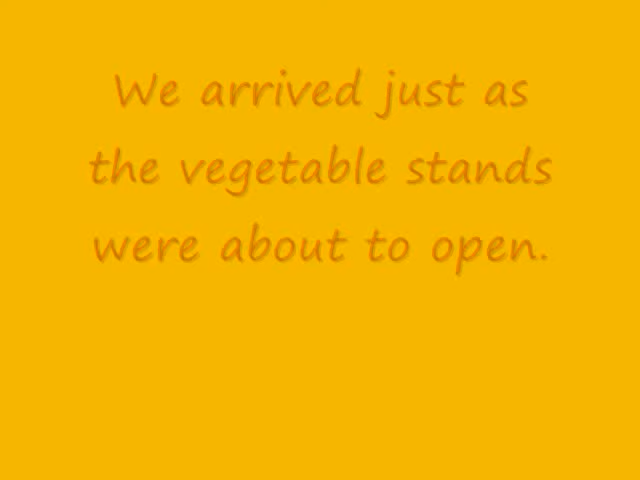 We arrived just as
the vegetable stands
were about to open.